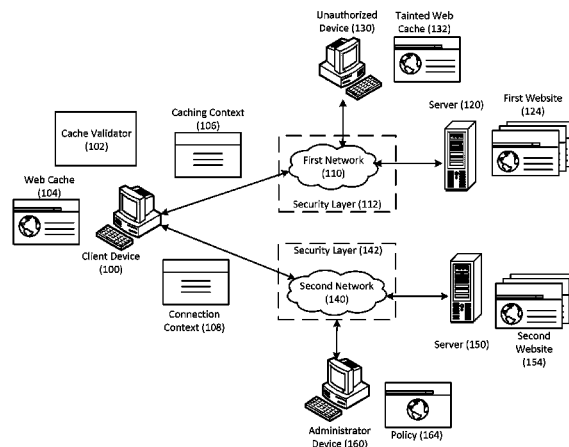 Unauthorized
Device (130)
Tainted Web
Cache (132)
Server (120)
First Website
(124)
Caching Context
(106)
Cache Validator
(102)
First Network
(110)
Web Cache
(104)
Security Layer (112)
Client Device
(100)
Security Layer (142)
Second Network
(140)
Connection
Context (108)
Server (150)
Second
Website
(154)
Administrator
Device (160)
Policy (164)